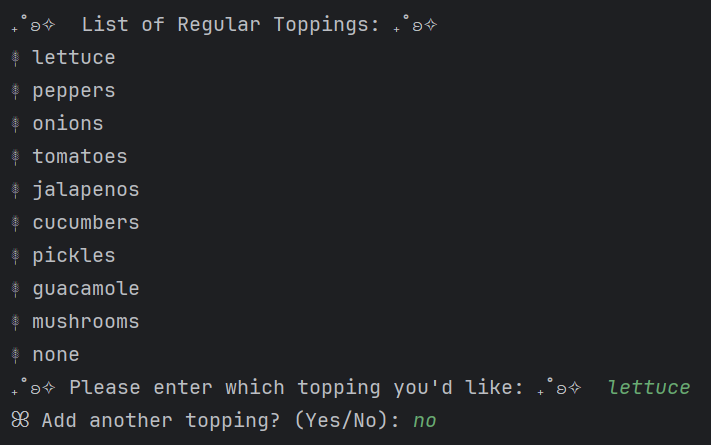 ₊˚ʚ✧  List of Regular Toppings: ₊˚ʚ✧
lettuce
peppers
onions
tomatoes
jalapenos
cucumbers
pickles
guacamole
mushrooms
none
₊˚ʚ✧ Please enter which topping you'd like: ₊˚ʚ✧  lettuce
ꕤ Add another topping? (Yes/No): no